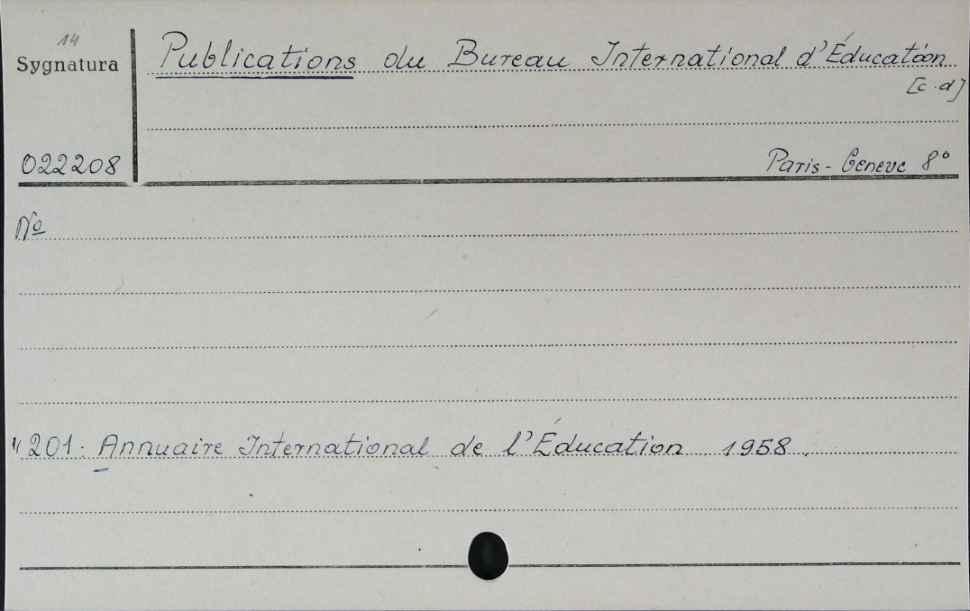 14
Sygnatura
Publications du Bureau International d'Éducation
[c.d]
022208
Paris - Geneve 8°
No
" 201. Annuaire International de l'Éducation 1958.